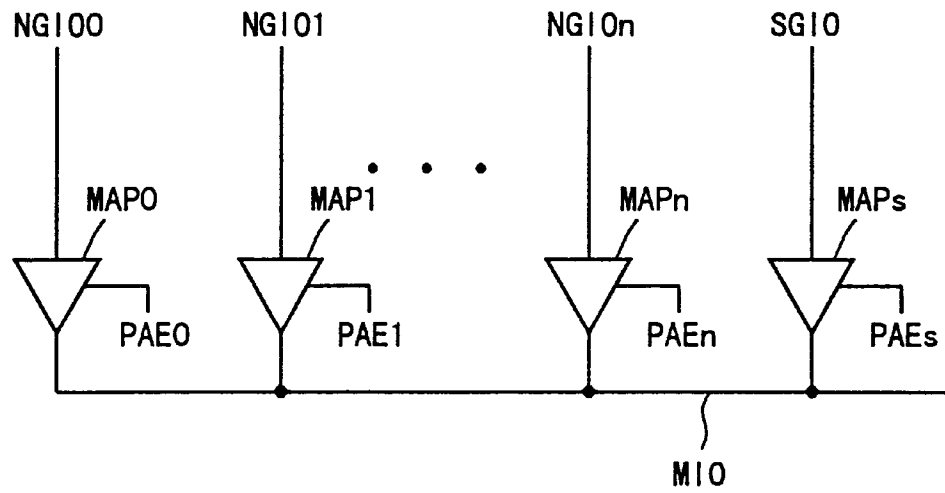 NGIO0 NGIO1 NGIOn SGIO
MAP0 MAP1 MAPn MAPs
PAE0 PAE1 PAEn PAEs
MIO